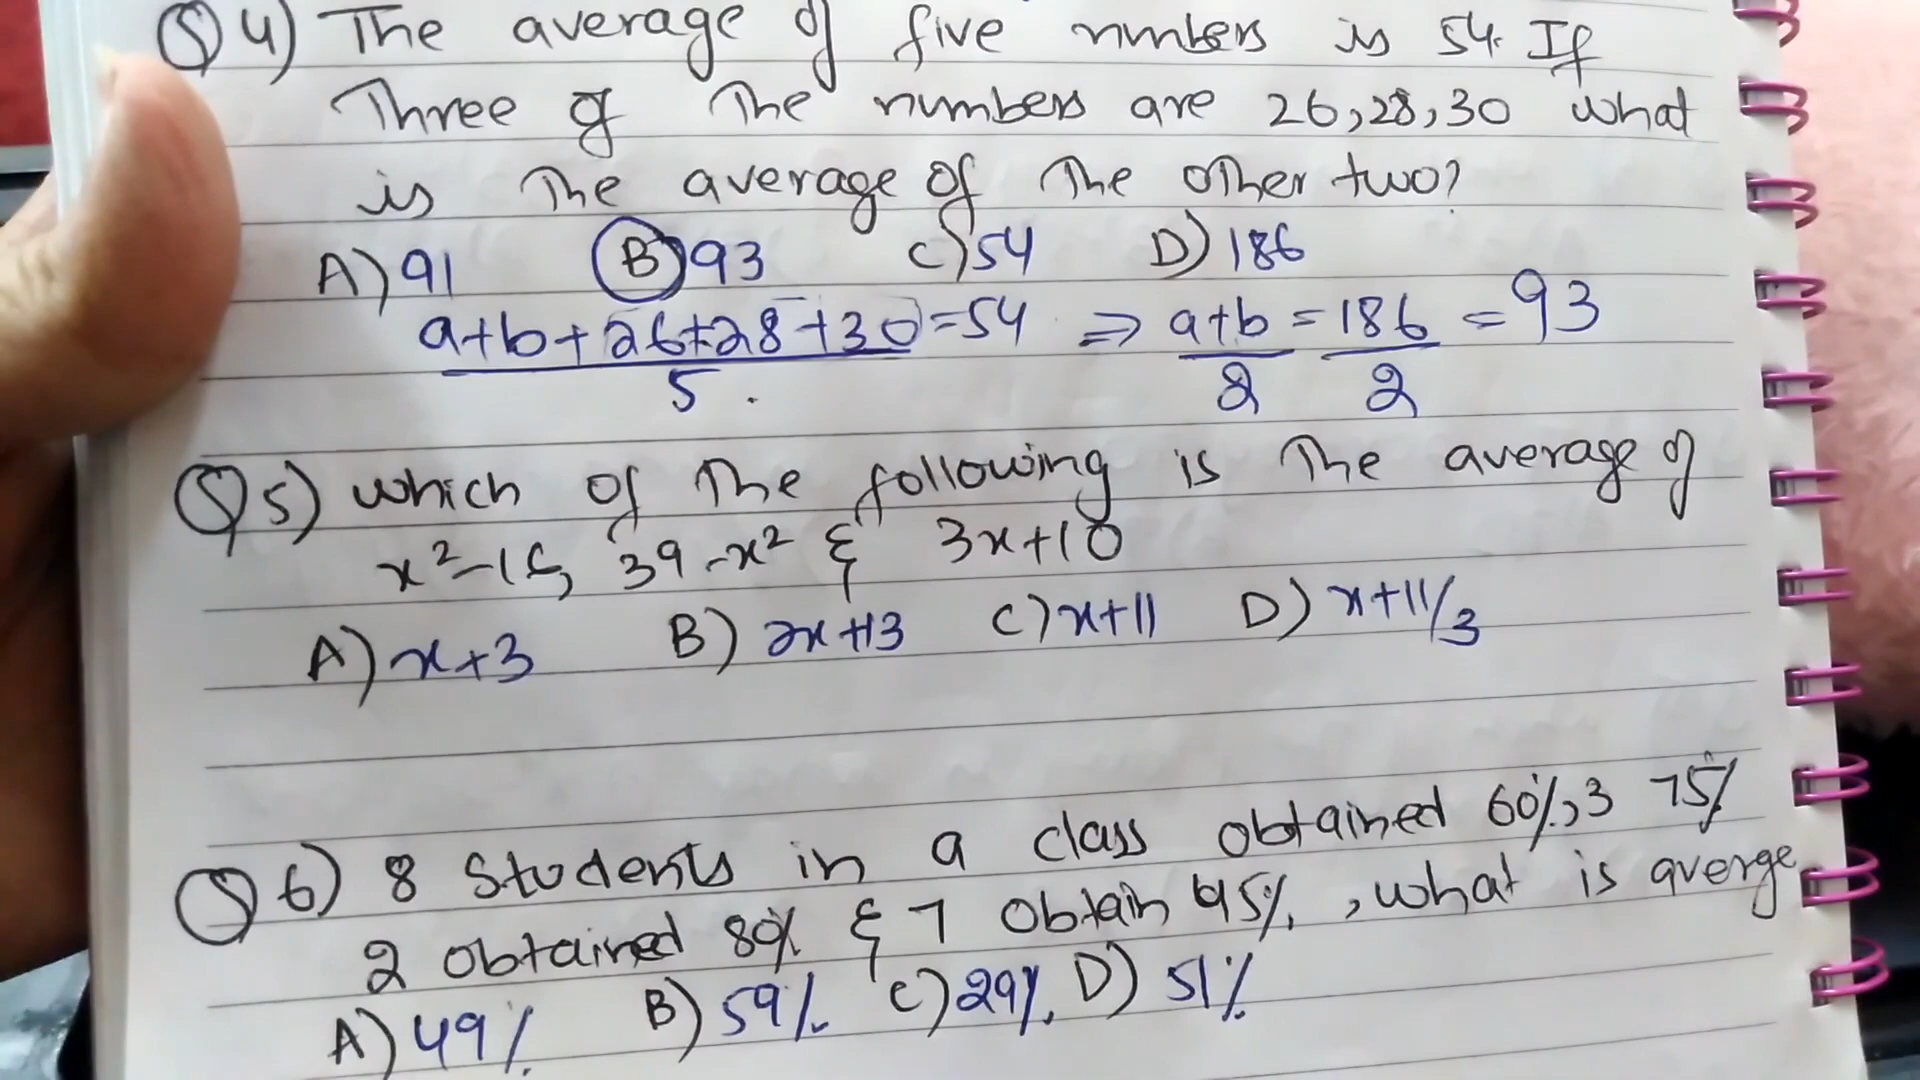 Q4) The average of five numbers is 54. If
Three of The numbers are 26,28,30 what
is The average of The other two?
A) 91 B) 93 C) 54 D) 186
a+b+26+28+30/5 = 54 ⇒ a+b/2 = 186/2 = 93
Q5) which of The following is The average of
x²-15, 39-x² & 3x+10
A) x+3 B) 2x+13 C) x+11 D) x+11/3
Q6) 8 Students in a class obtained 60%, 3 75%
2 obtained 80% & 7 obtain 45%, what is averge
A) 49% B) 59% C) 29% D) 51%